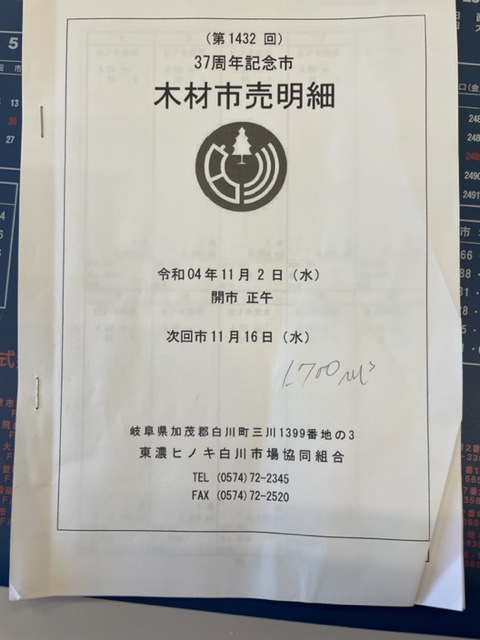 (第1432 回)
37周年記念市
木材市売明細
令和04年11月 2日 (水)
開市 正午
次回市11月16日 (水)
1700m³
岐阜県加茂郡白川町三川1399番地の3
東濃ヒノキ白川市場協同組合
TEL (0574)72-2345
FAX (0574)72-2520